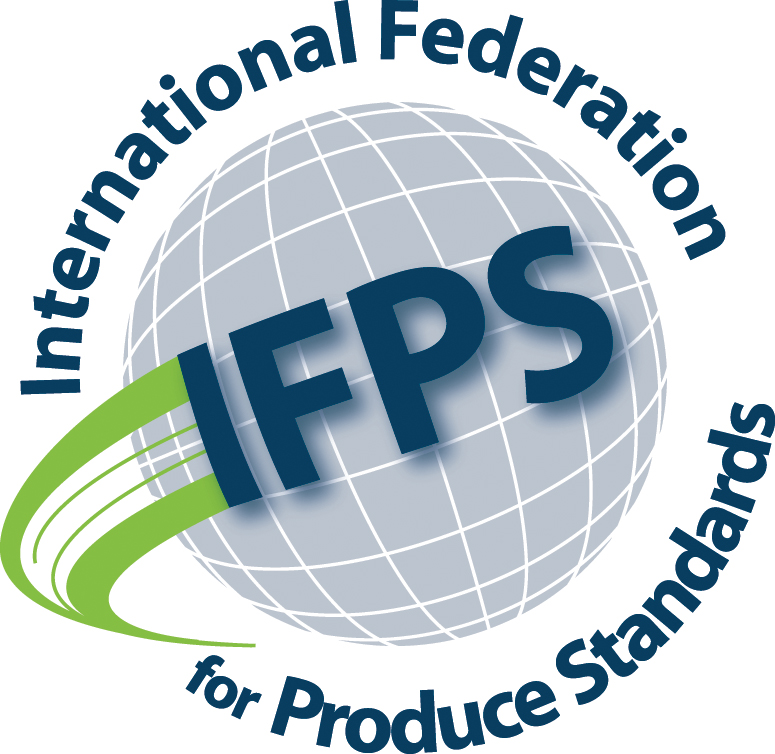 International Federation
IFPS
for Produce Standards